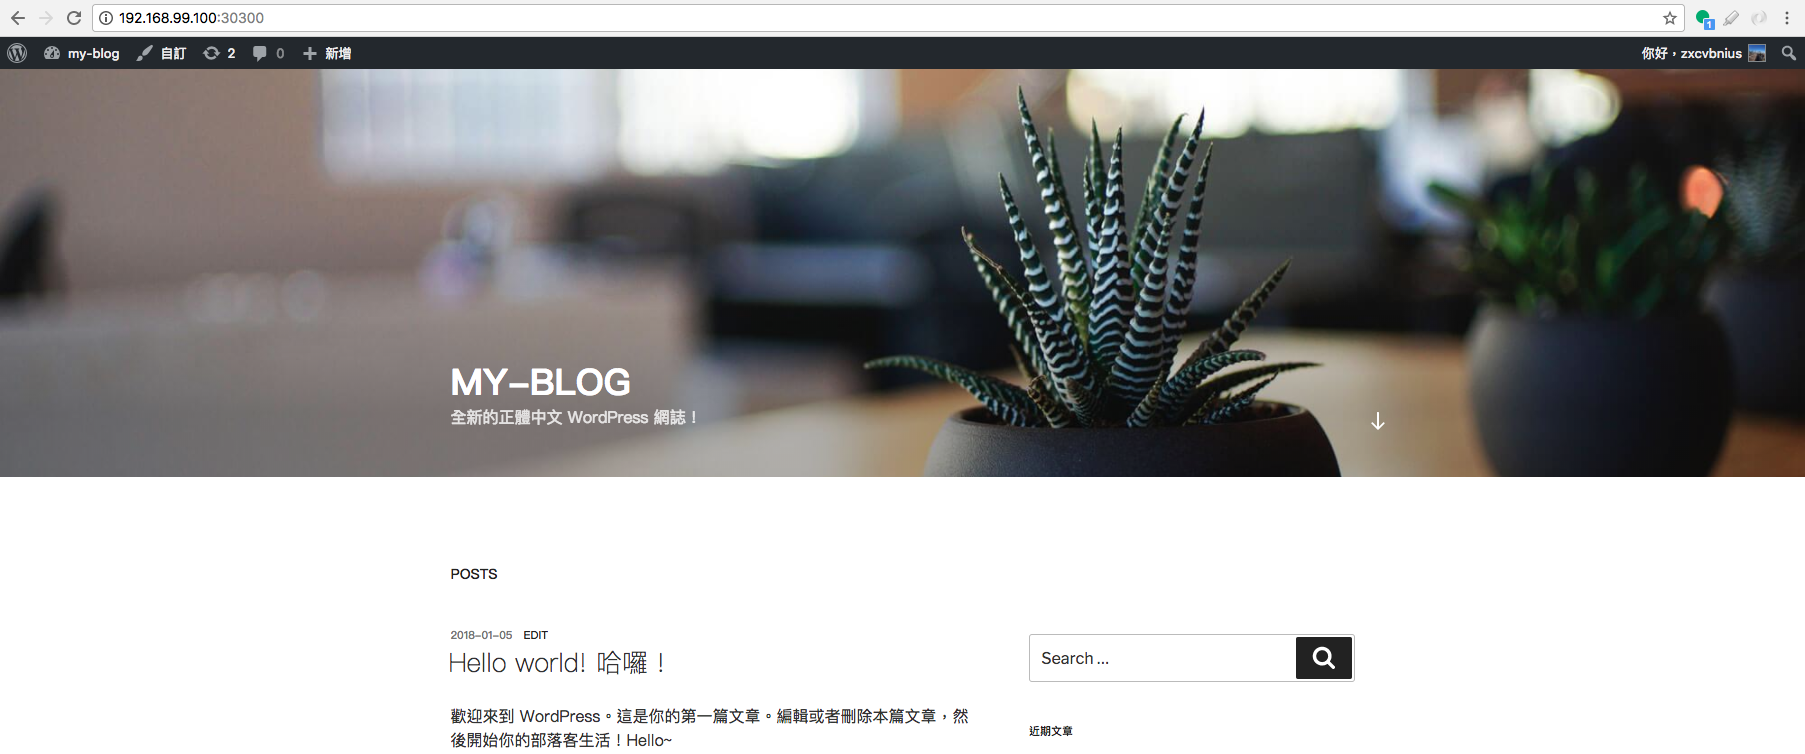 192.168.99.100:30300
1
my-blog 自訂 2 0 新增 你好，zxcvbnius
MY-BLOG
全新的正體中文 WordPress 網誌！
POSTS
2018-01-05 EDIT
Hello world! 哈囉！
歡迎來到 WordPress。這是你的第一篇文章。編輯或者刪除本篇文章，然
後開始你的部落客生活！Hello~
Search ...
近期文章